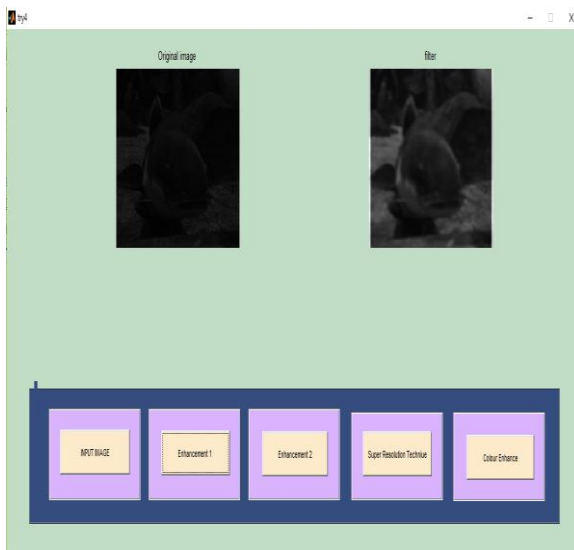 try4
Original image
filter
INPUT IMAGE
Enhancement 1
Enhancement 2
Super Resolution Techniue
Colour Enhance